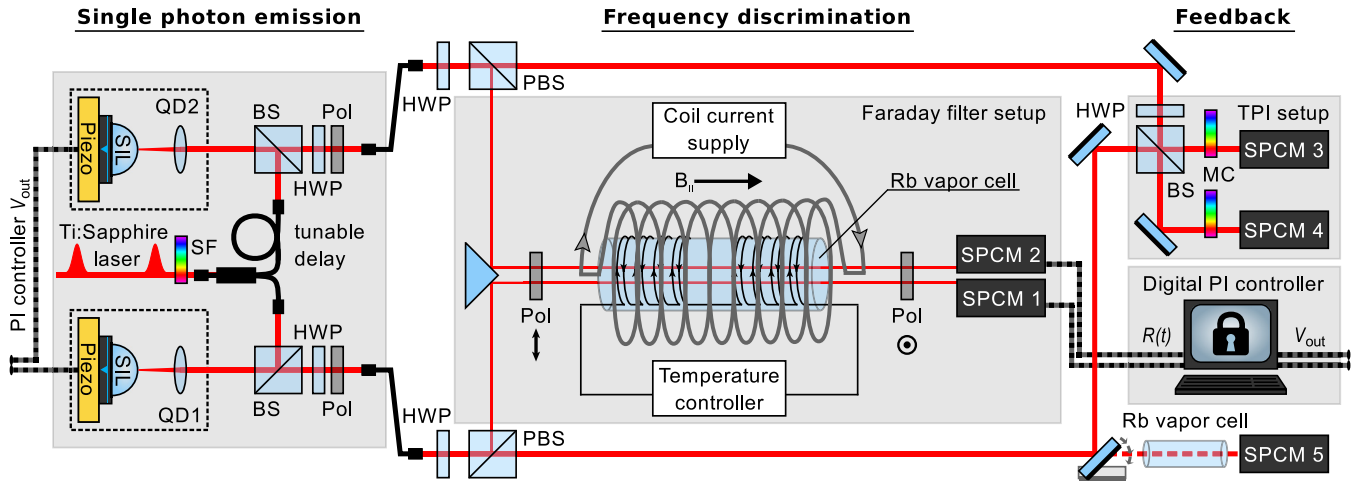 Single photon emission
Frequency discrimination
Feedback
PI controller Vout
Piezo
SIL
QD2
BS
Pol
HWP
Ti:Sapphire
laser
SF
tunable
delay
HWP
Piezo
SIL
QD1
BS
Pol
HWP
PBS
HWP
PBS
Faraday filter setup
Coil current
supply
B||
Rb vapor cell
Pol
Pol
SPCM 2
SPCM 1
Temperature
controller
HWP
TPI setup
BS
MC
SPCM 3
SPCM 4
Digital PI controller
R(t)
Vout
Rb vapor cell
SPCM 5